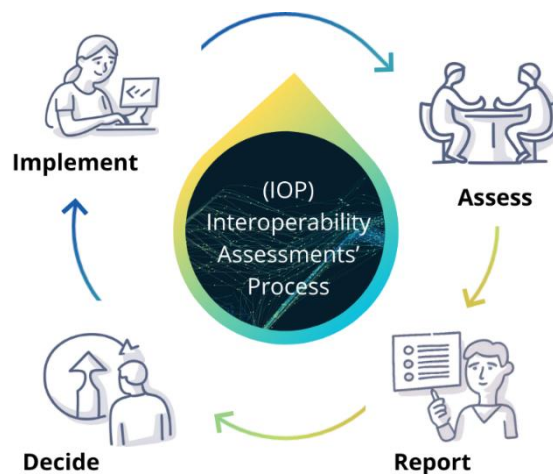 Implement
Assess
(IOP)
Interoperability
Assessments'
Process
Decide
Report